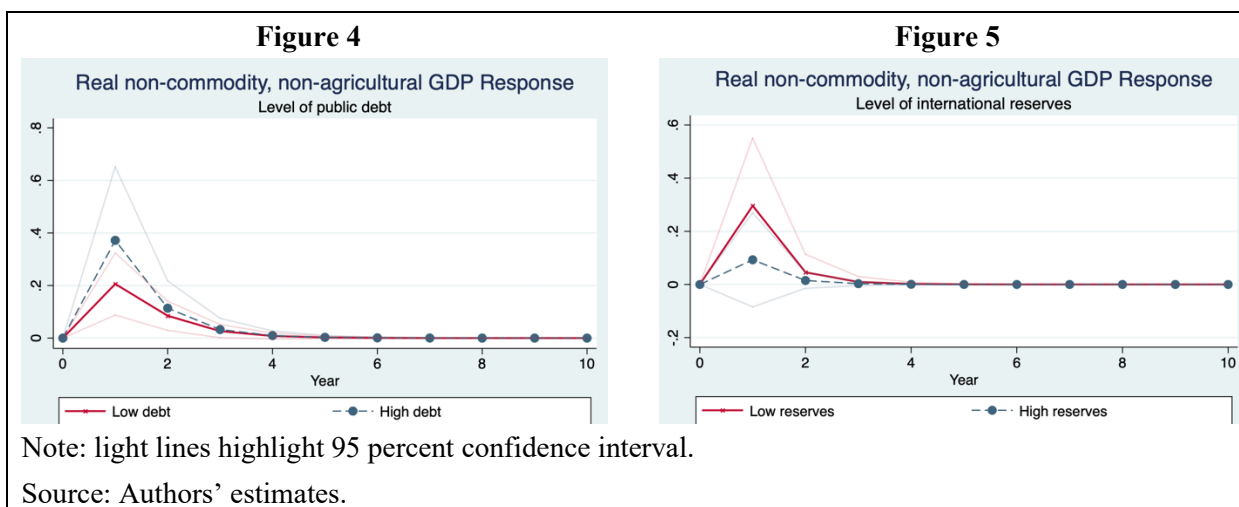 Figure 4
Real non-commodity, non-agricultural GDP Response
Level of public debt
.8
.6
.4
.2
0
0 2 4 6 8 10
Year
Low debt High debt
Figure 5
Real non-commodity, non-agricultural GDP Response
Level of international reserves
.6
.4
.2
0
-.2
0 2 4 6 8 10
Year
Low reserves High reserves
Note: light lines highlight 95 percent confidence interval.
Source: Authors’ estimates.